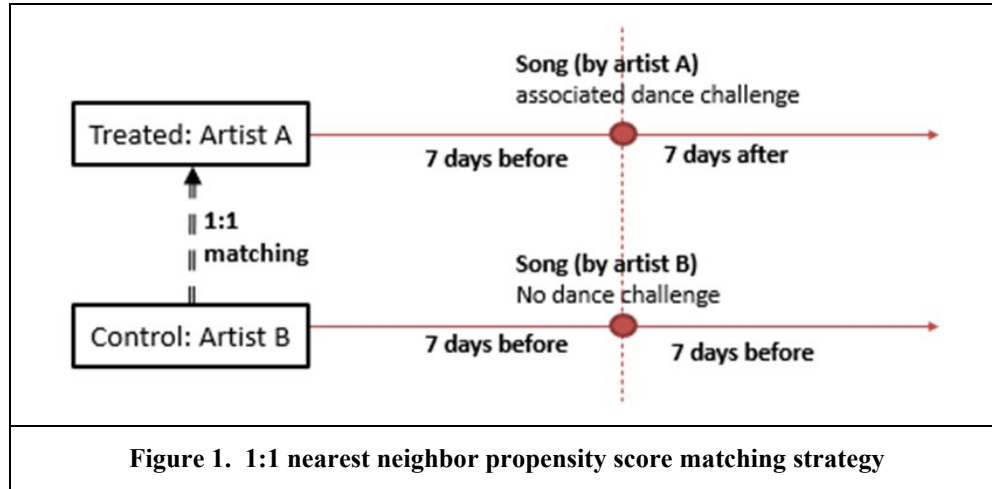 Song (by artist A)
associated dance challenge
Treated: Artist A
7 days before
7 days after
1:1
matching
Song (by artist B)
No dance challenge
Control: Artist B
7 days before
7 days before
Figure 1. 1:1 nearest neighbor propensity score matching strategy